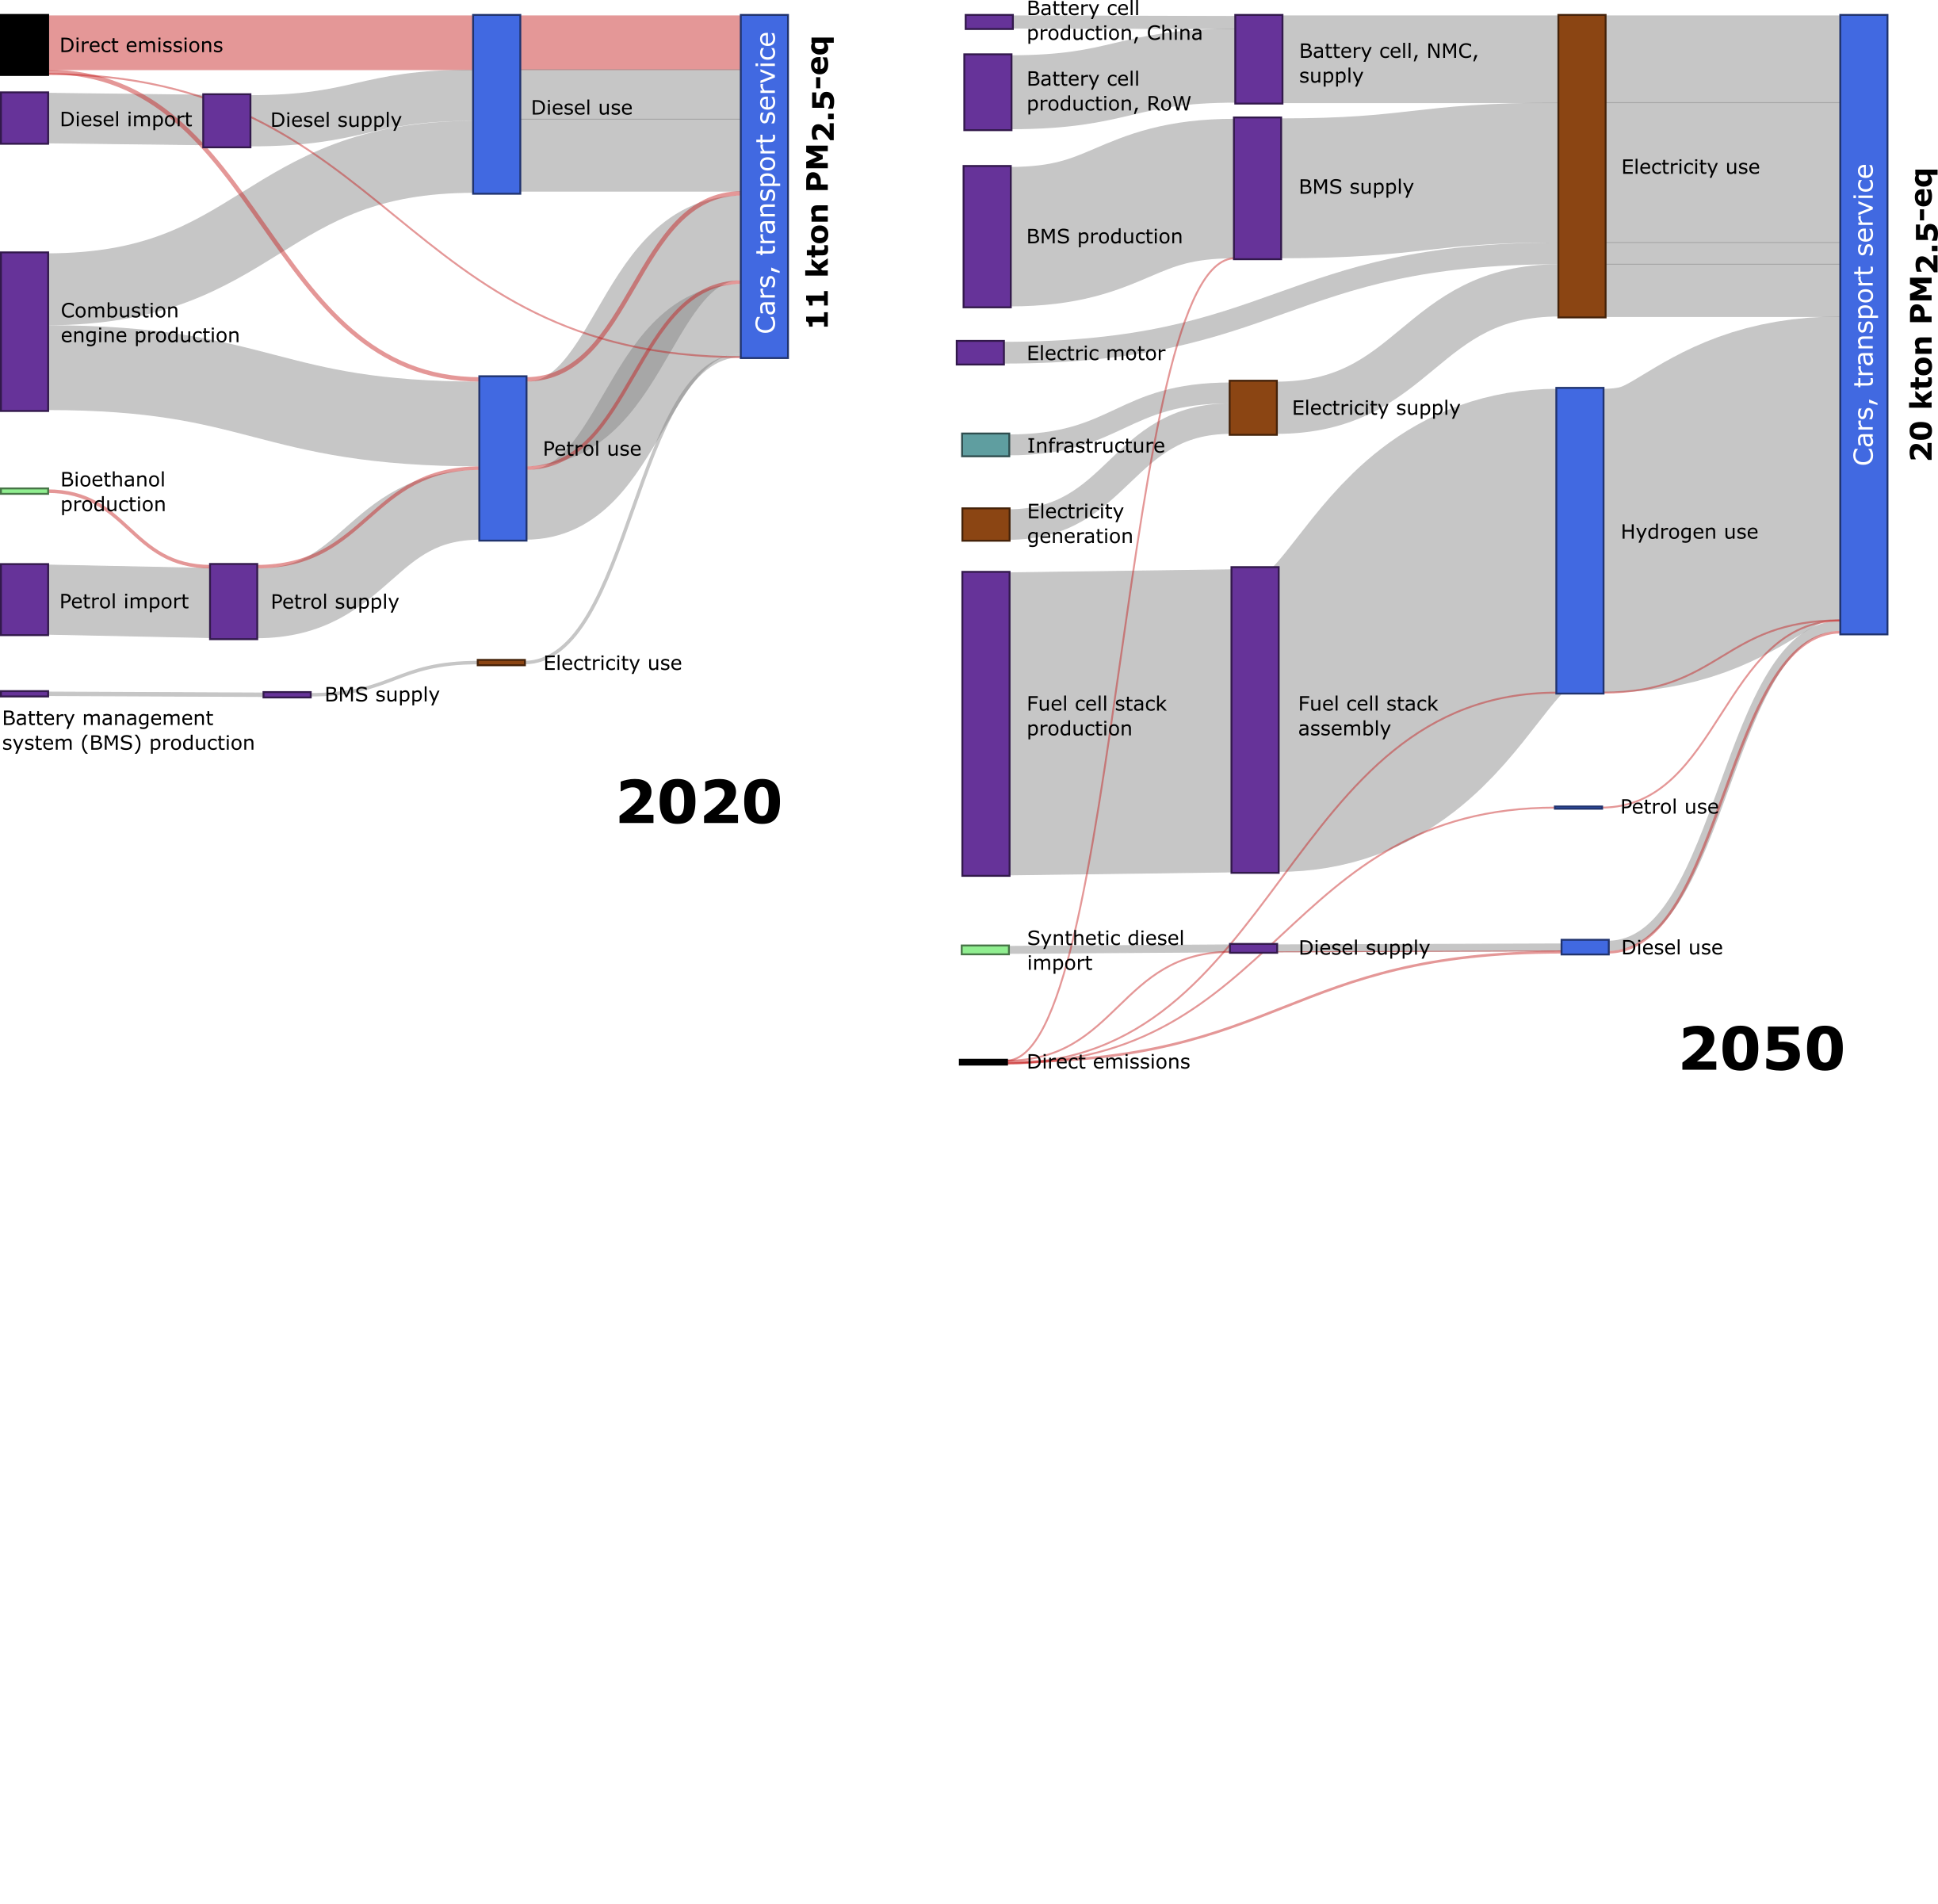 Direct emissions
Diesel import
Diesel supply
Diesel use
Combustion
engine production
Bioethanol
production
Petrol import
Petrol supply
Petrol use
Electricity use
BMS supply
Battery management
system (BMS) production
Cars, transport service
11 kton PM2.5-eq
2020
Battery cell
production, China
Battery cell
production, RoW
Battery cell, NMC,
supply
BMS production
BMS supply
Electricity use
Electric motor
Electricity supply
Infrastructure
Electricity
generation
Hydrogen use
Fuel cell stack
production
Fuel cell stack
assembly
Petrol use
Synthetic diesel
import
Diesel supply
Diesel use
Direct emissions
Cars, transport service
20 kton PM2.5-eq
2050